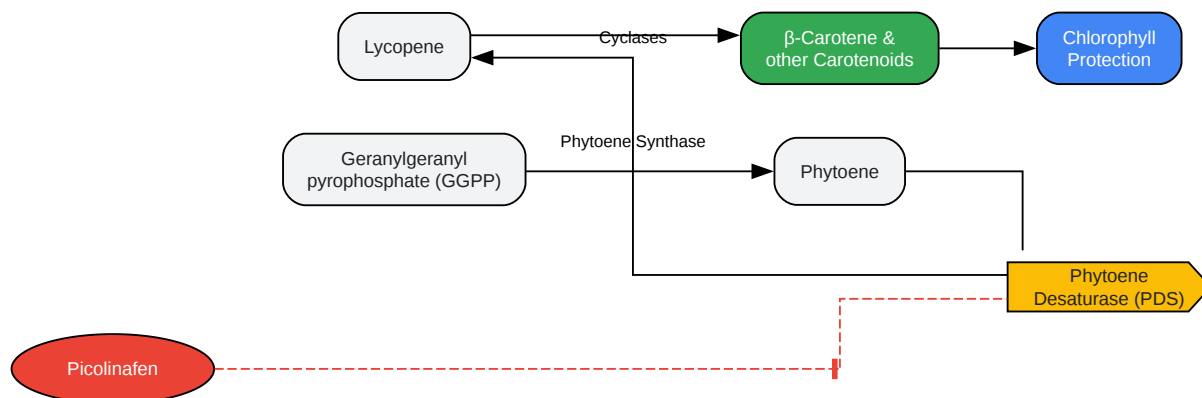 Lycopene
Cyclases
β-Carotene &
other Carotenoids
Chlorophyll
Protection
Geranylgeranyl
pyrophosphate (GGPP)
Phytoene Synthase
Phytoene
Phytoene
Desaturase (PDS)
Picolinafen